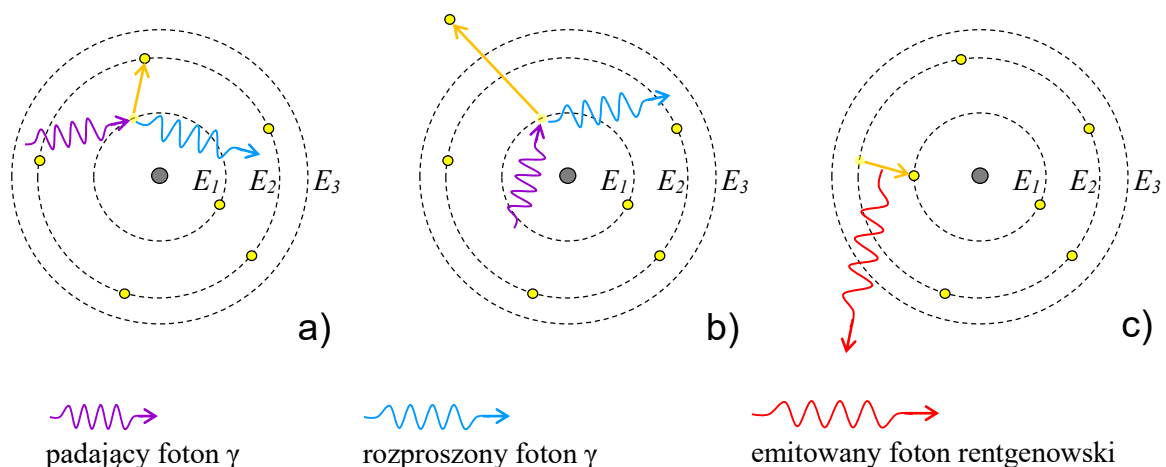 E1 E2 E3
E1 E2 E3
E1 E2 E3
a)
b)
c)
padający foton γ
rozproszony foton γ
emitowany foton rentgenowski